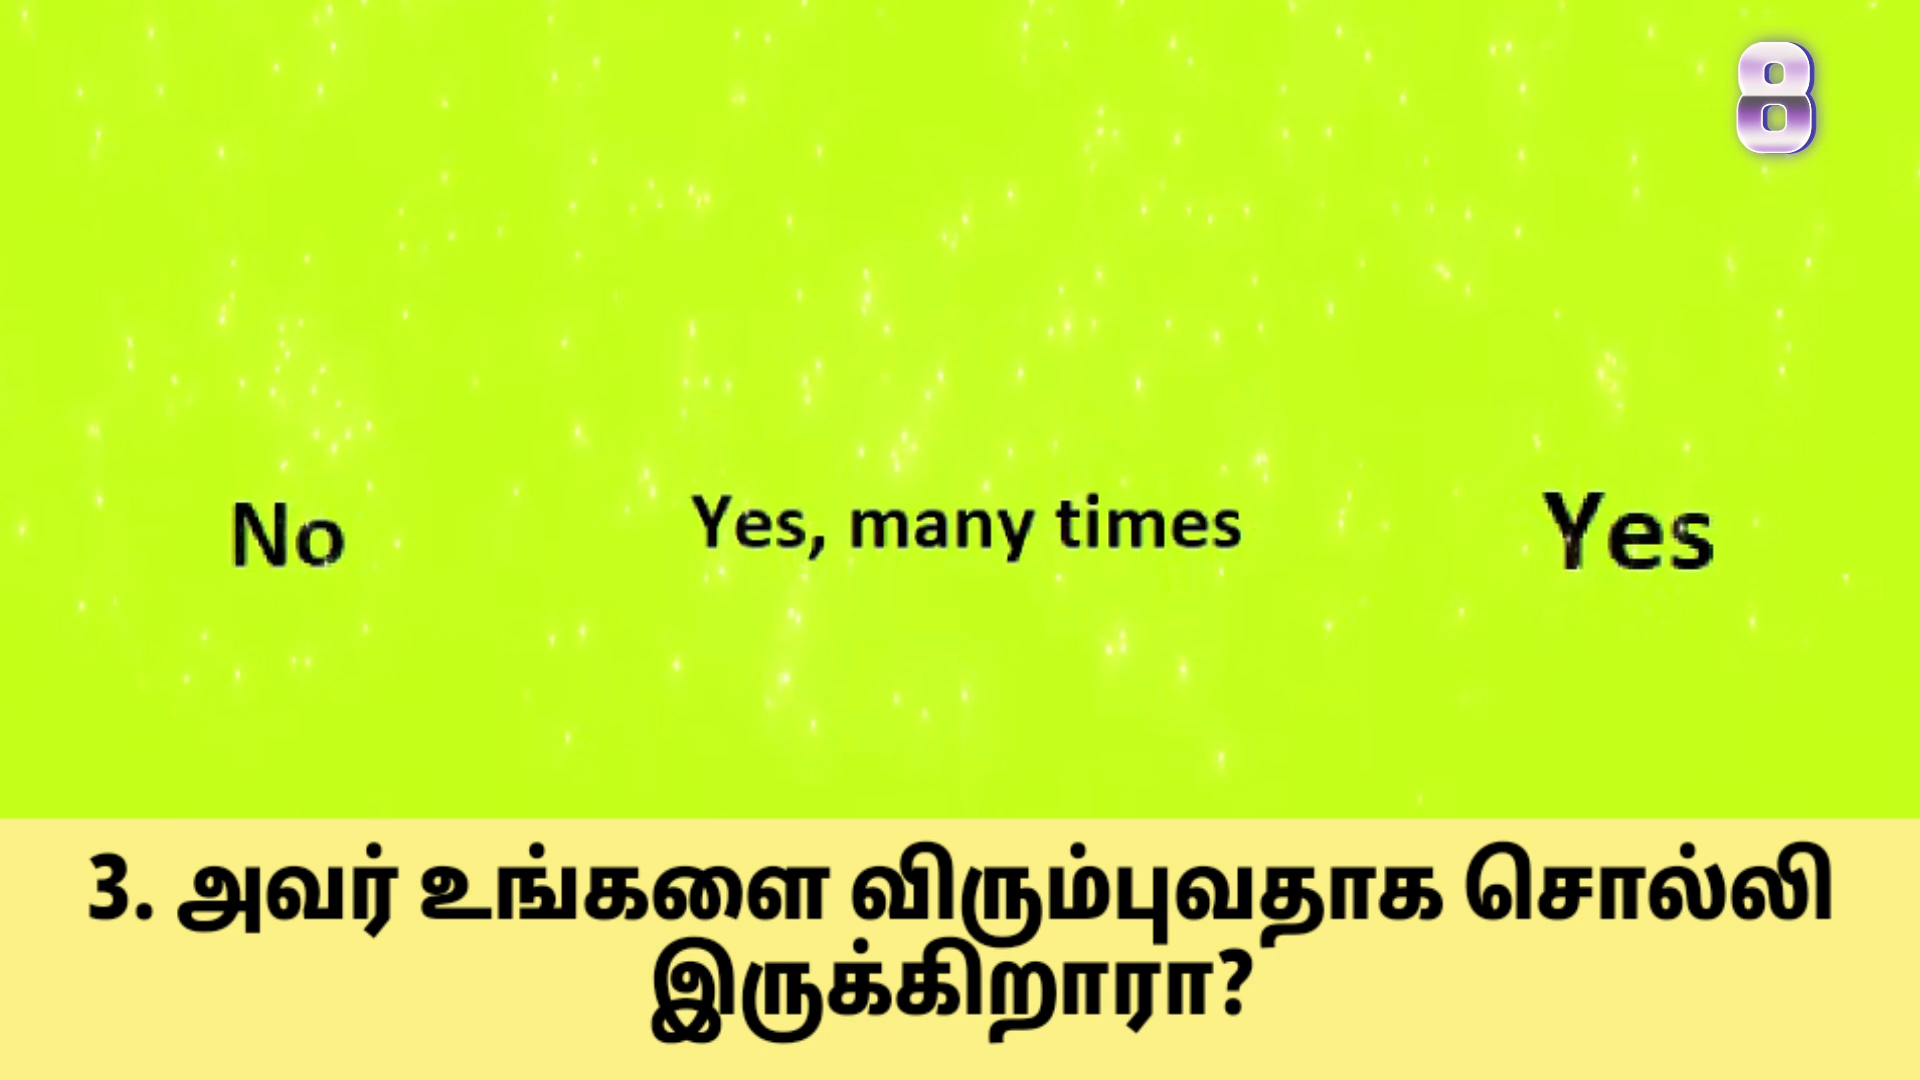 8
No
Yes, many times
Yes
3. அவர் உங்களை விரும்புவதாக சொல்லி
இருக்கிறாரா?